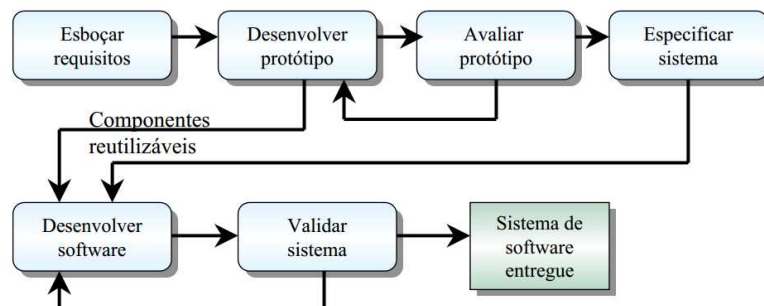 Esboçar
requisitos
Desenvolver
protótipo
Avaliar
protótipo
Especificar
sistema
Componentes
reutilizáveis
Desenvolver
software
Validar
sistema
Sistema de
software
entregue